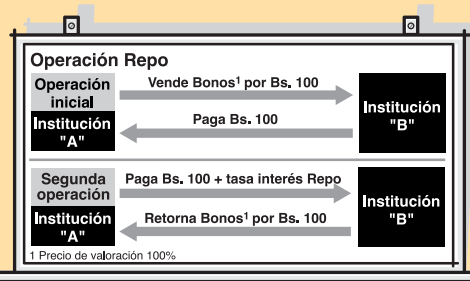 Operación Repo
Operación
inicial
Vende Bonos¹ por Bs. 100
Institución
"A"
Paga Bs. 100
Institución
"B"
Segunda
operación
Paga Bs. 100 + tasa interés Repo
Institución
"A"
Retorna Bonos¹ por Bs. 100
Institución
"B"
1 Precio de valoración 100%